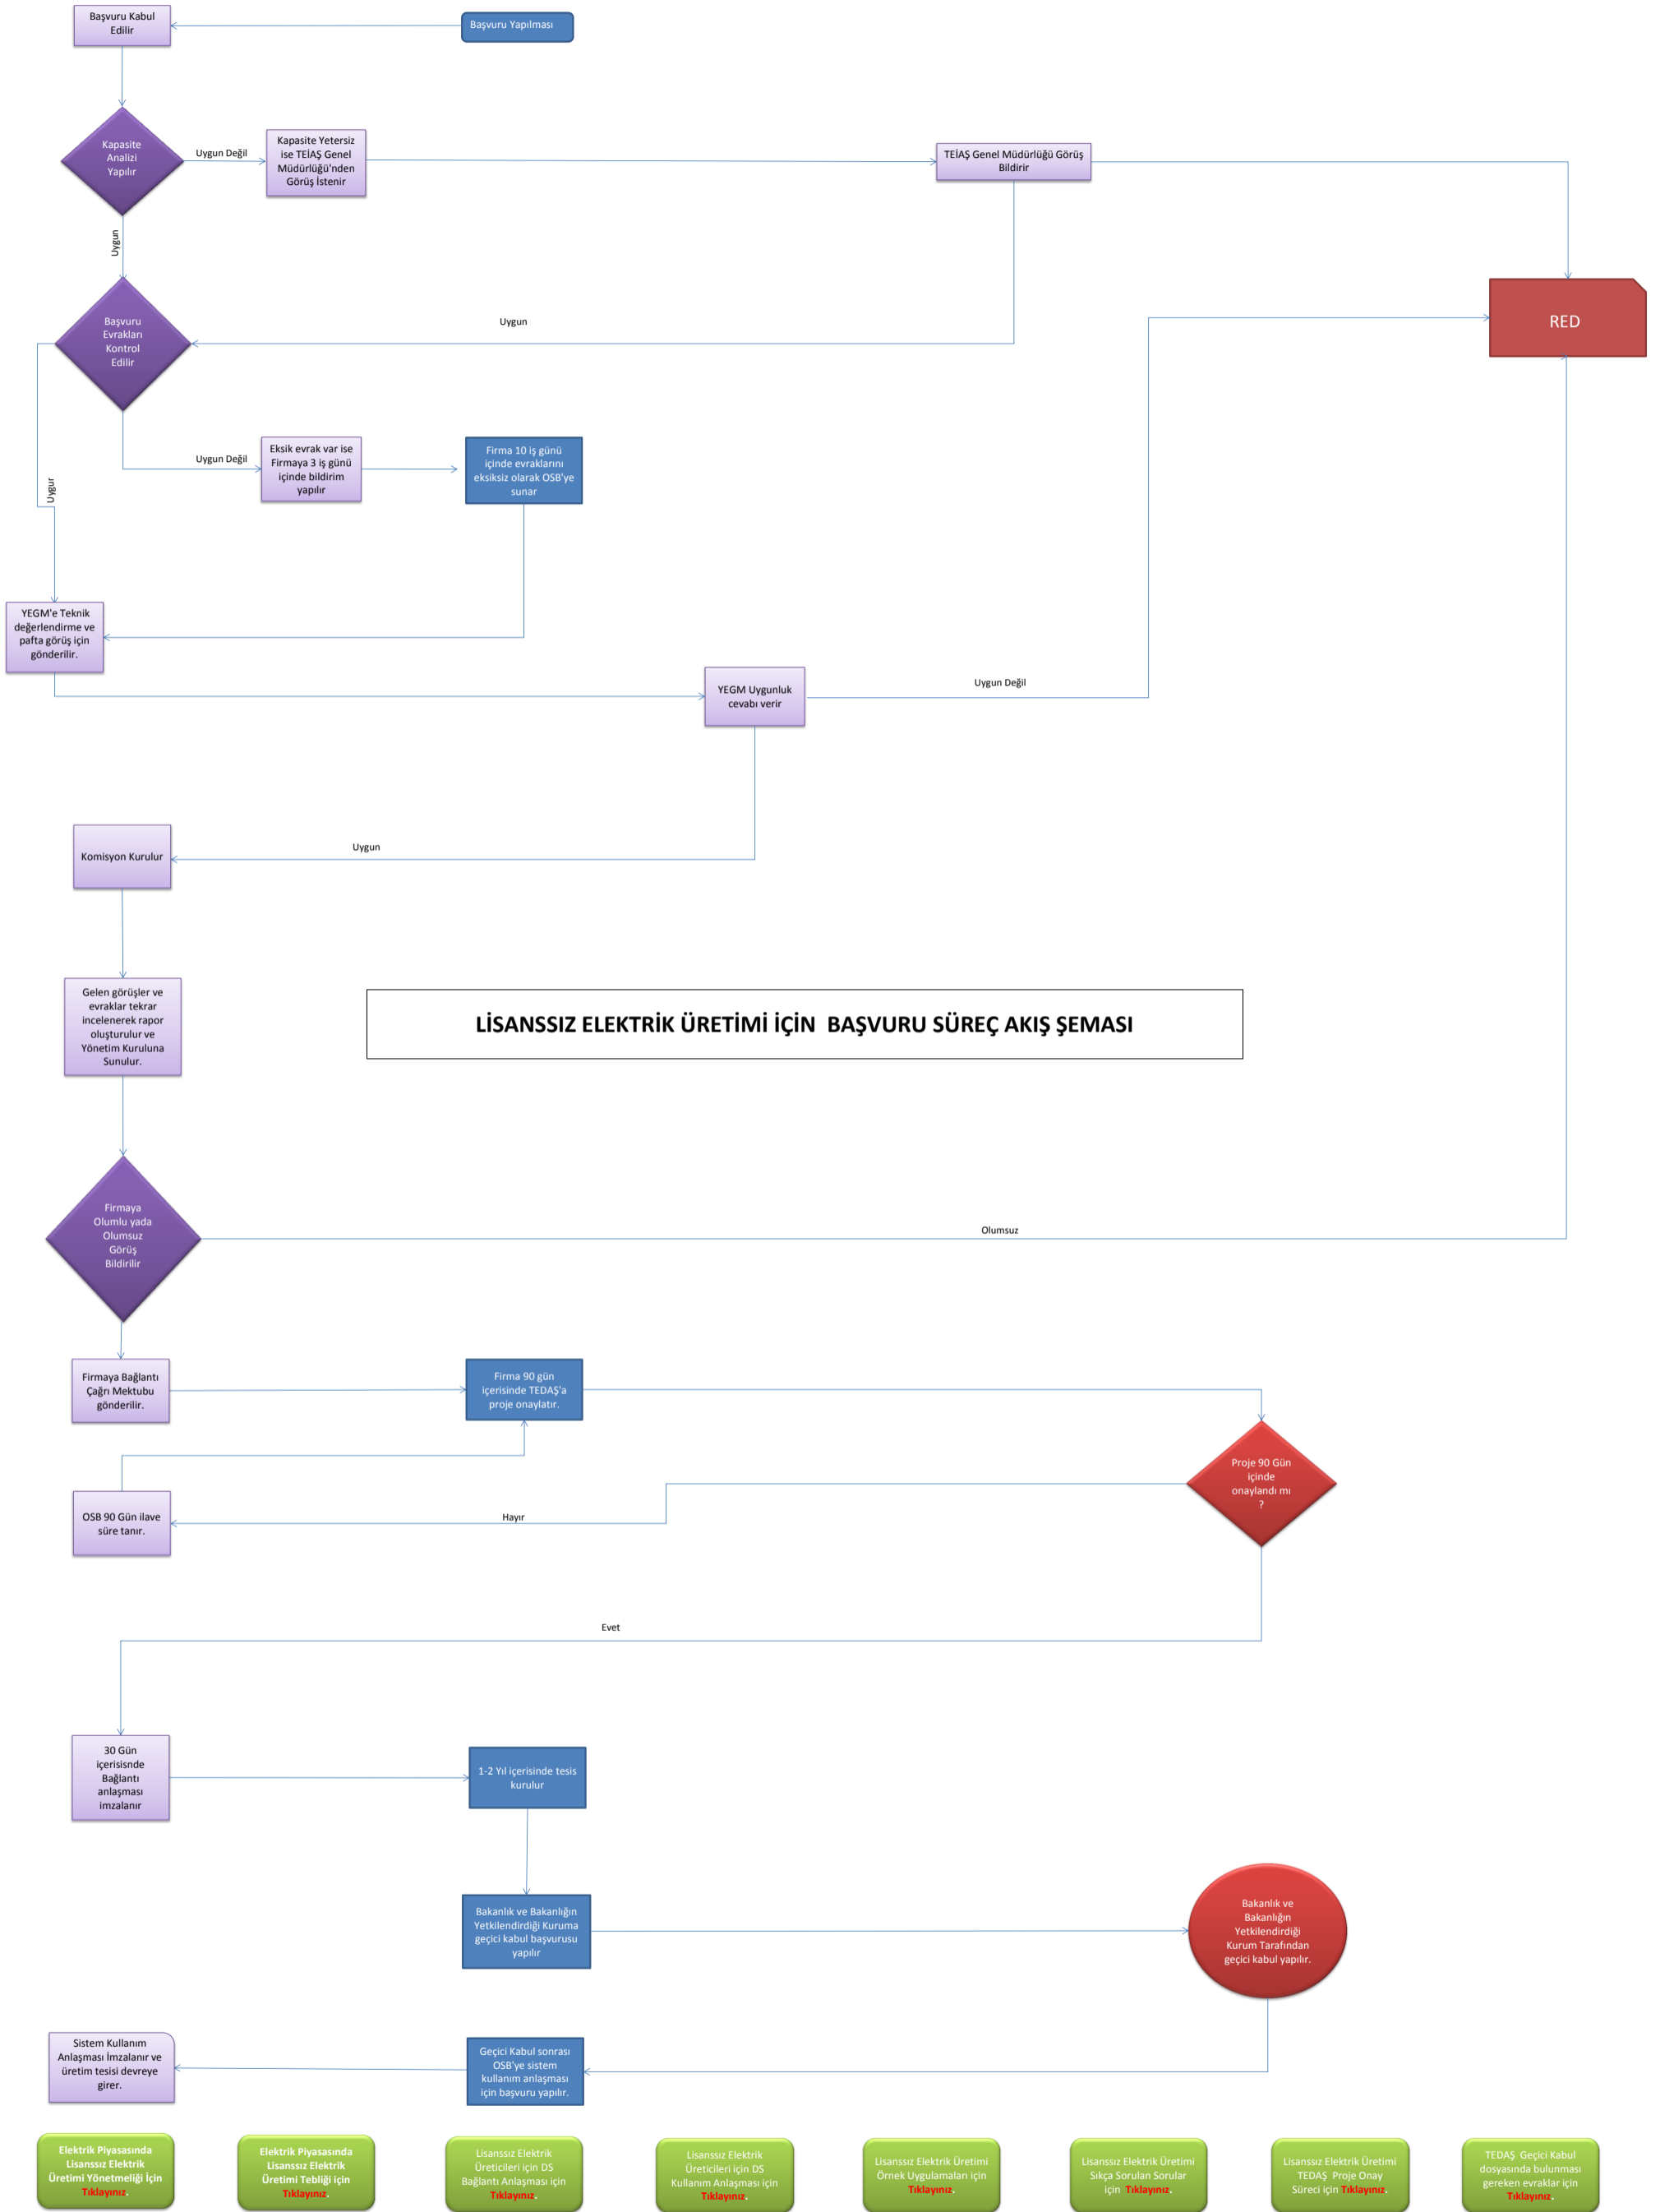 Başvuru Kabul
Edilir
Başvuru Yapılması
Kapasite
Analizi
Yapılır
Uygun Değil
Kapasite Yetersiz
ise TEİAŞ Genel
Müdürlüğü'nden
Görüş İstenir
TEİAŞ Genel Müdürlüğü Görüş
Bildirir
Uygun
RED
Başvuru
Evrakları
Kontrol
Edilir
Uygun
Uygun Değil
Eksik evrak var ise
Firmaya 3 iş günü
içinde bildirim
yapılır
Firma 10 iş günü
içinde evraklarını
eksiksiz olarak OSB'ye
sunar
Uygur
YEGM'e Teknik
değerlendirme ve
pafta görüş için
gönderilir.
YEGM Uygunluk
cevabı verir
Uygun Değil
Komisyon Kurulur
Uygun
Gelen görüşler ve
evraklar tekrar
incelenerek rapor
oluşturulur ve
Yönetim Kuruluna
Sunulur.
LİSANSSIZ ELEKTRİK ÜRETİMİ İÇİN  BAŞVURU SÜREÇ AKIŞ ŞEMASI
Firmaya
Olumlu yada
Olumsuz
Görüş
Bildirilir
Olumsuz
Firmaya Bağlantı
Çağrı Mektubu
gönderilir.
Firma 90 gün
içerisinde TEDAŞ'a
proje onaylatır.
Proje 90 Gün
içinde
onaylandı mı
?
OSB 90 Gün ilave
süre tanır.
Hayır
Evet
30 Gün
içerisisnde
Bağlantı
anlaşması
imzalanır
1-2 Yıl içerisinde tesis
kurulur
Bakanlık ve Bakanlığın
Yetkilendirdiği Kuruma
geçici kabul başvurusu
yapılır
Bakanlık ve
Bakanlığın
Yetkilendirdiği
Kurum Tarafından
geçici kabul yapılır.
Sistem Kullanım
Anlaşması İmzalanır ve
üretim tesisi devreye
girer.
Geçici Kabul sonrası
OSB'ye sistem
kullanım anlaşması
için başvuru yapılır.
Elektrik Piyasasında
Lisanssız Elektrik
Üretimi Yönetmeliği İçin
Tıklayınız.
Elektrik Piyasasında
Lisanssız Elektrik
Üretimi Tebliği için
Tıklayınız.
Lisanssız Elektrik
Üreticileri için DS
Bağlantı Anlaşması için
Tıklayınız.
Lisanssız Elektrik
Üreticileri için DS
Kullanım Anlaşması için
Tıklayınız.
Lisanssız Elektrik Üretimi
Örnek Uygulamaları için
Tıklayınız.
Lisanssız Elektrik Üretimi
Sıkça Sorulan Sorular
için  Tıklayınız.
Lisanssız Elektrik Üretimi
TEDAŞ  Proje Onay
Süreci için Tıklayınız.
TEDAŞ  Geçici Kabul
dosyasında bulunması
gereken evraklar için
Tıklayınız.